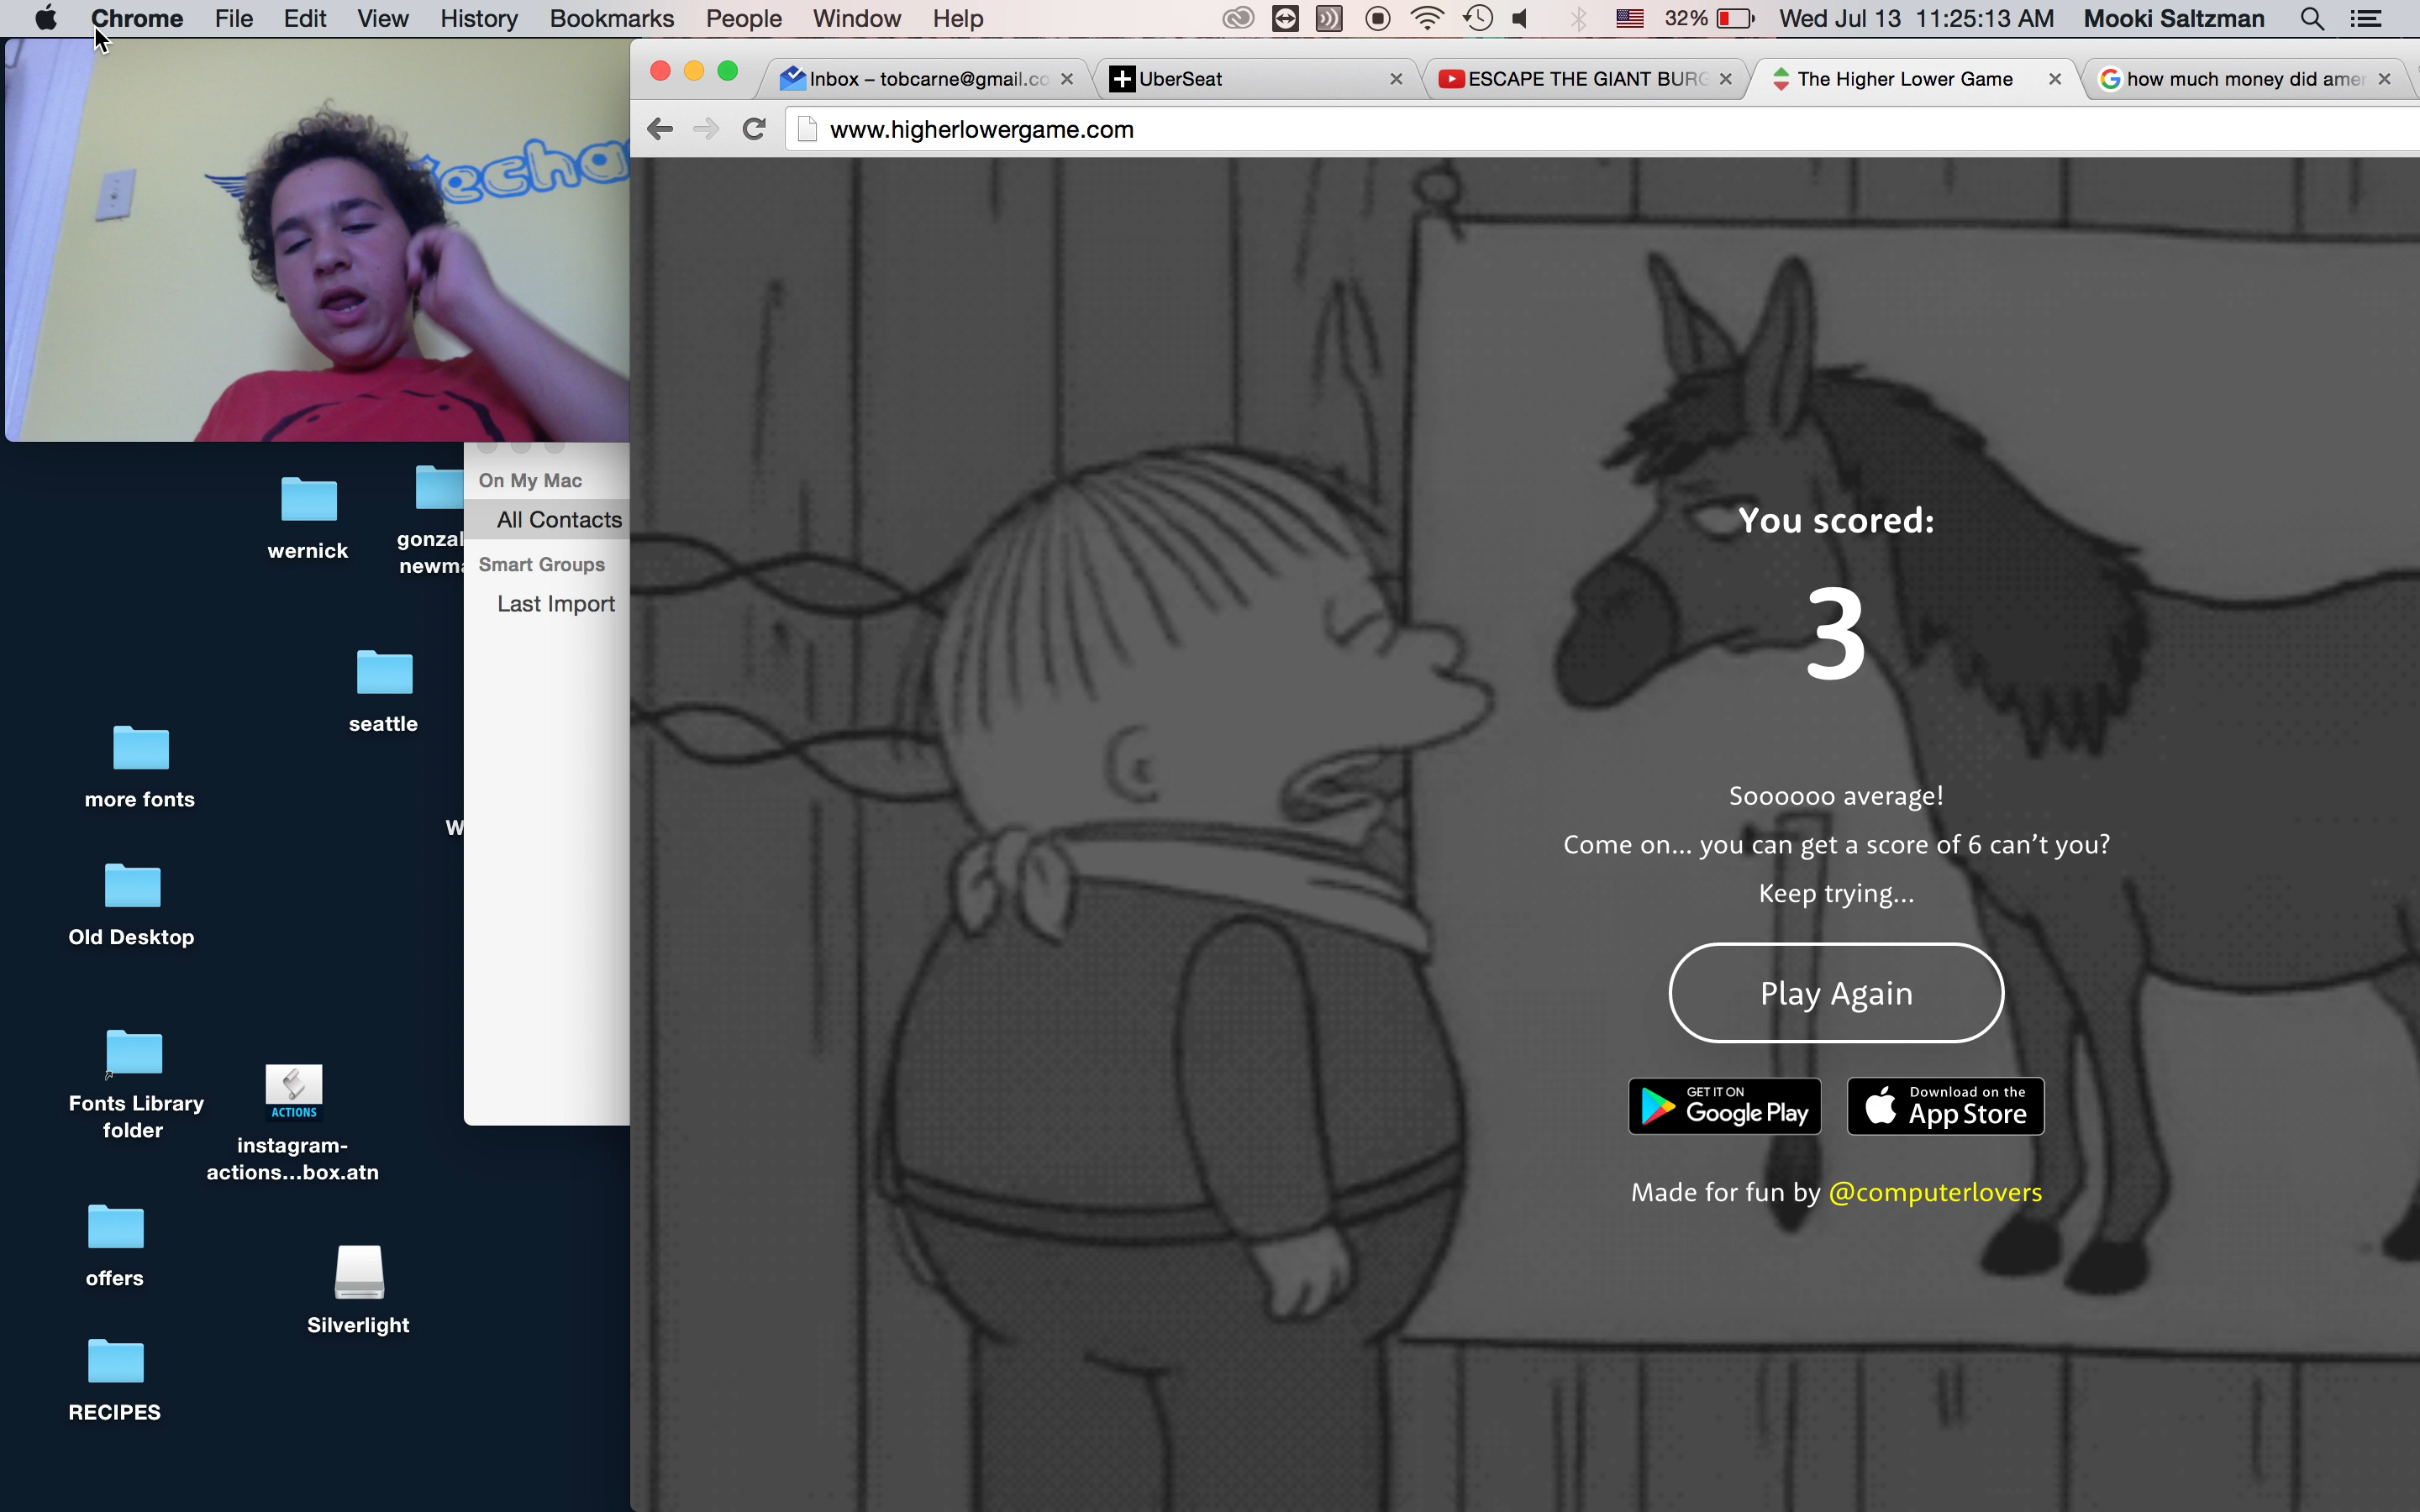 Chrome File Edit View History Bookmarks People Window Help 32% Wed Jul 13 11:25:13 AM Mooki Saltzman
Inbox – tobcarne@gmail.co
UberSeat
ESCAPE THE GIANT BURG
The Higher Lower Game
how much money did amer
www.higherlowergame.com
echa
On My Mac
All Contacts
Smart Groups
Last Import
wernick
gonzal
newma
seattle
more fonts
W
Old Desktop
Fonts Library
folder
ACTIONS
instagram-
actions...box.atn
offers
Silverlight
RECIPES
You scored:
3
Soooooo average!
Come on... you can get a score of 6 can't you?
Keep trying...
Play Again
GET IT ON
Google Play
Download on the
App Store
Made for fun by @computerlovers